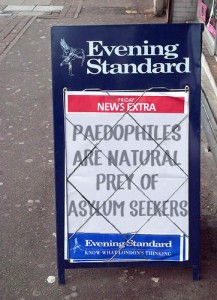 Evening
Standard
FRIDAY
NEWS EXTRA
PAEDOPHILES
ARE NATURAL
PREY OF
ASYLUM SEEKERS
Evening Standard
KNOW WHAT LONDON'S THINKING